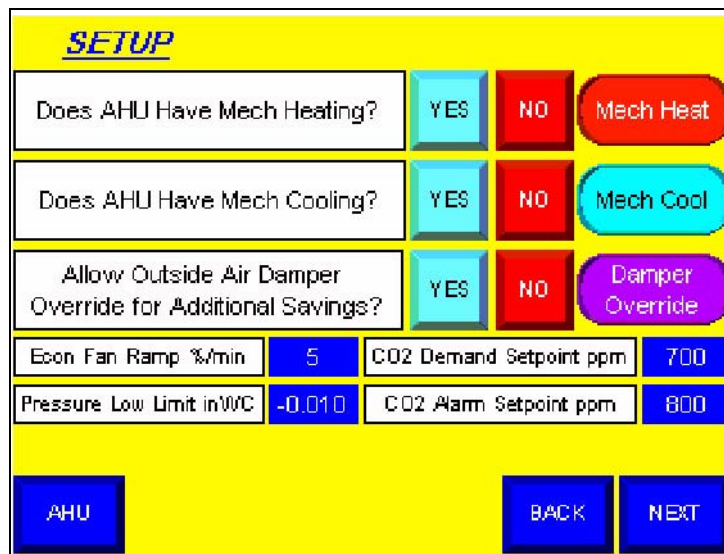 SETUP
Does AHU Have Mech Heating? YES NO Mech Heat
Does AHU Have Mech Cooling? YES NO Mech Cool
Allow Outside Air Damper
Override for Additional Savings? YES NO Damper
Override
Econ Fan Ramp %/min 5 CO2 Demand Setpoint ppm 700
Pressure Low Limit inWC -0.010 CO2 Alarm Setpoint ppm 800
AHU BACK NEXT